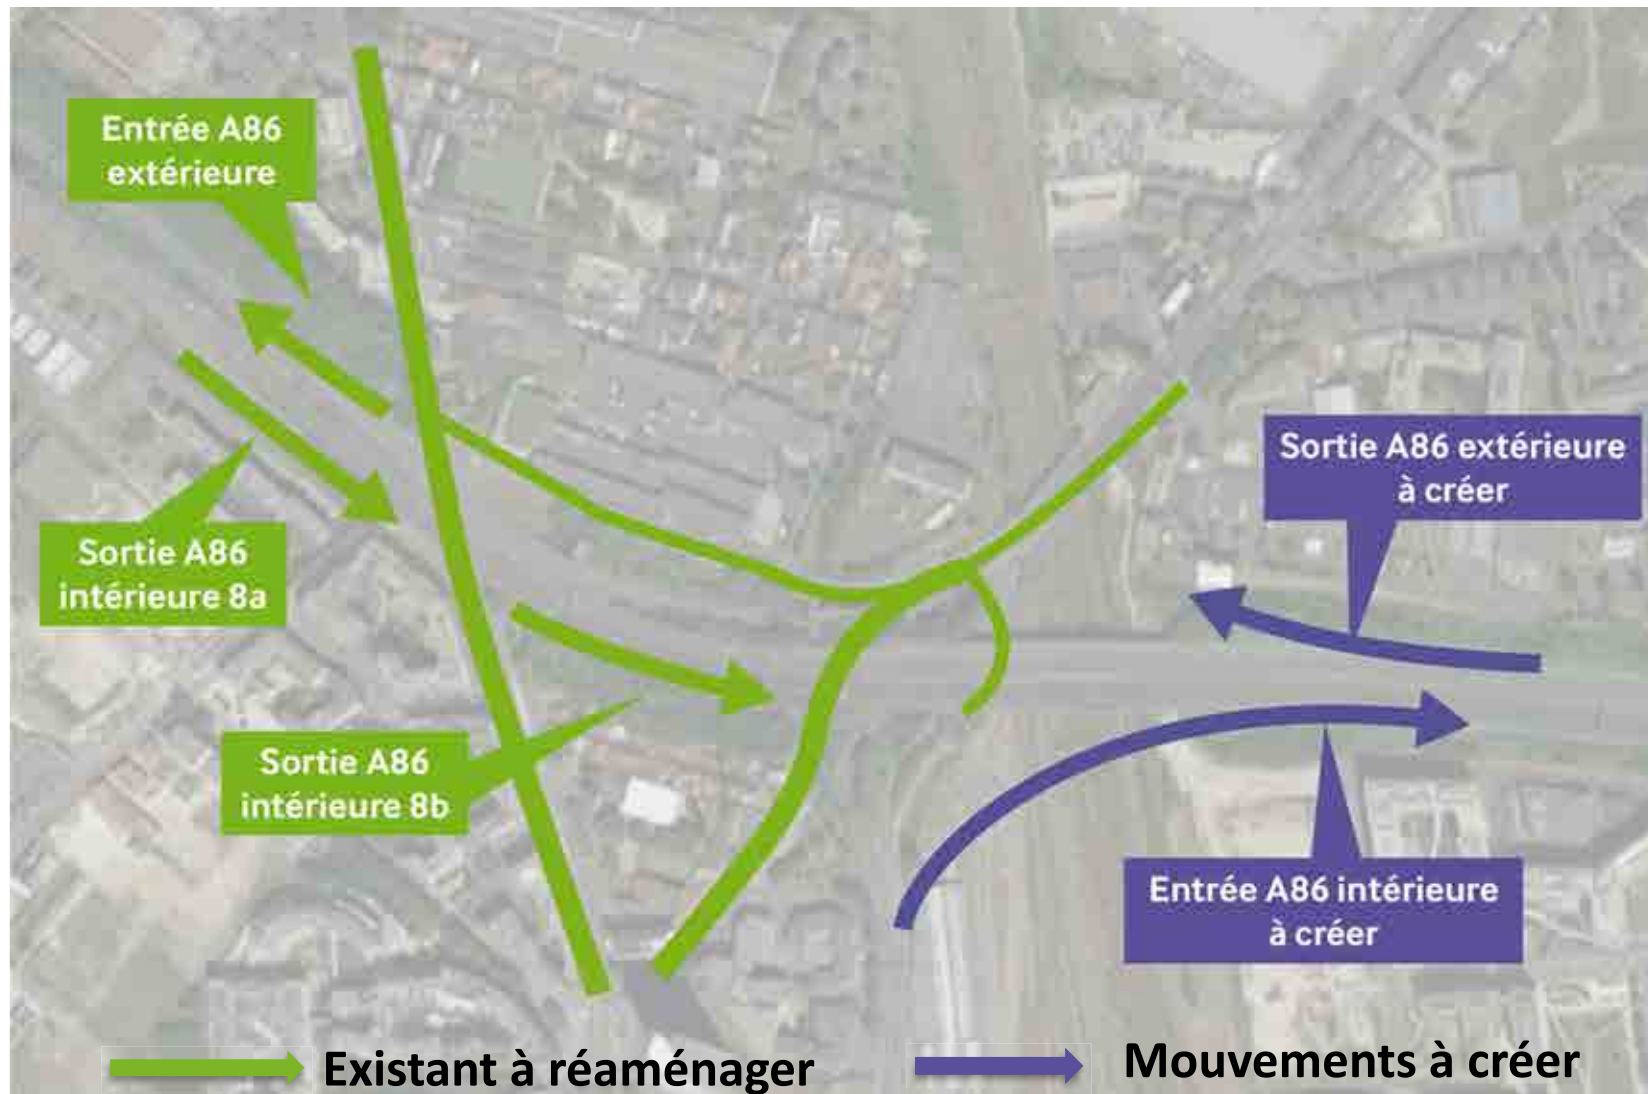 Entrée A86
extérieure
Sortie A86 extérieure
à créer
Sortie A86
intérieure 8a
Sortie A86
intérieure 8b
Entrée A86 intérieure
à créer
Existant à réaménager
Mouvements à créer